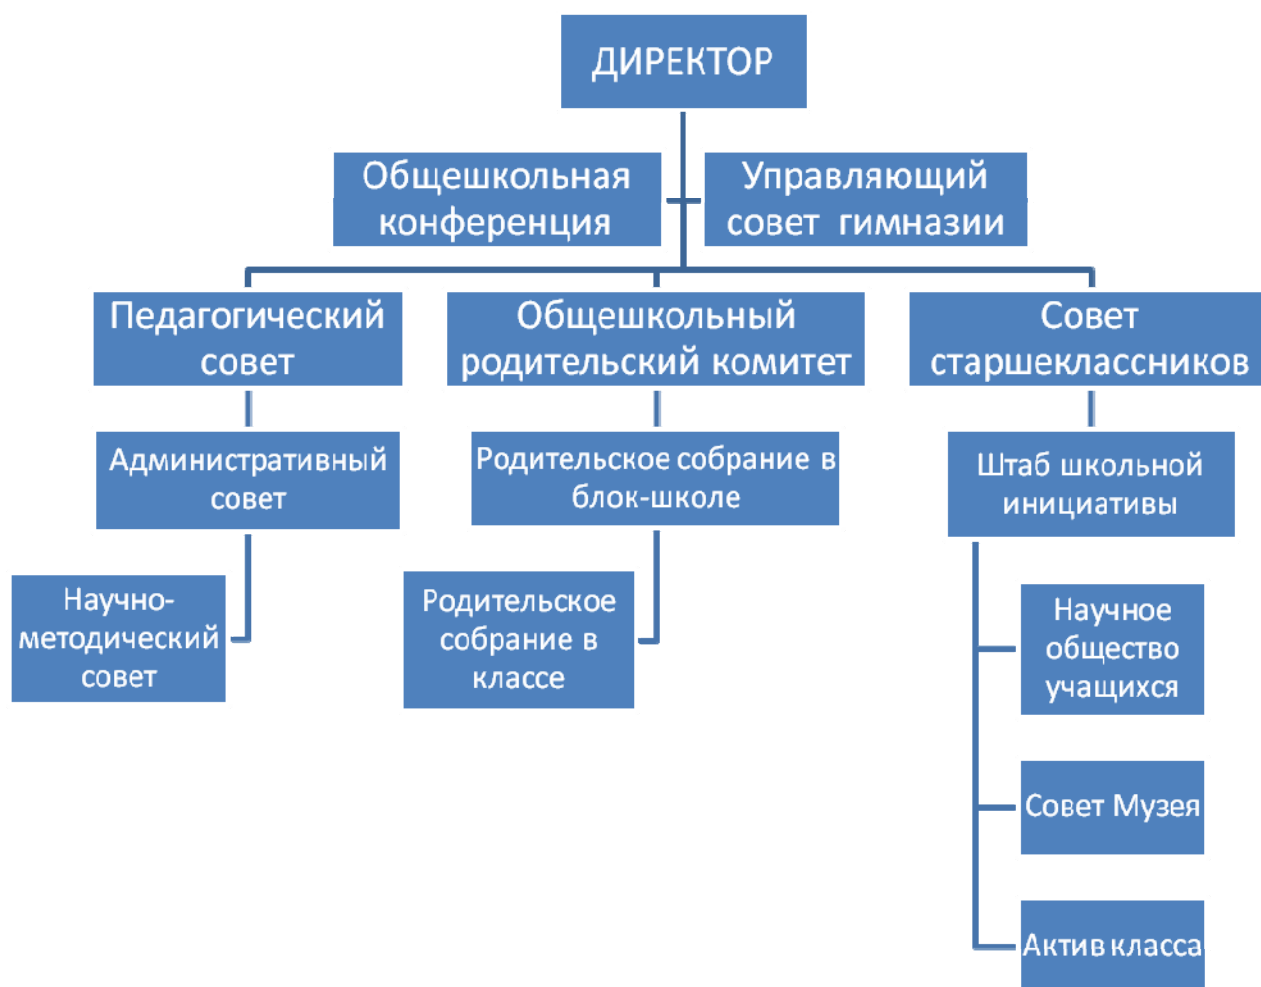 ДИРЕКТОР
Общешкольная
конференция
Управляющий
совет гимназии
Педагогический
совет
Общешкольный
родительский комитет
Совет
старшеклассников
Административный
совет
Родительское собрание в
блок-школе
Штаб школьной
инициативы
Научно-
методический
совет
Родительское
собрание в
классе
Научное
общество
учащихся
Совет Музея
Актив класса